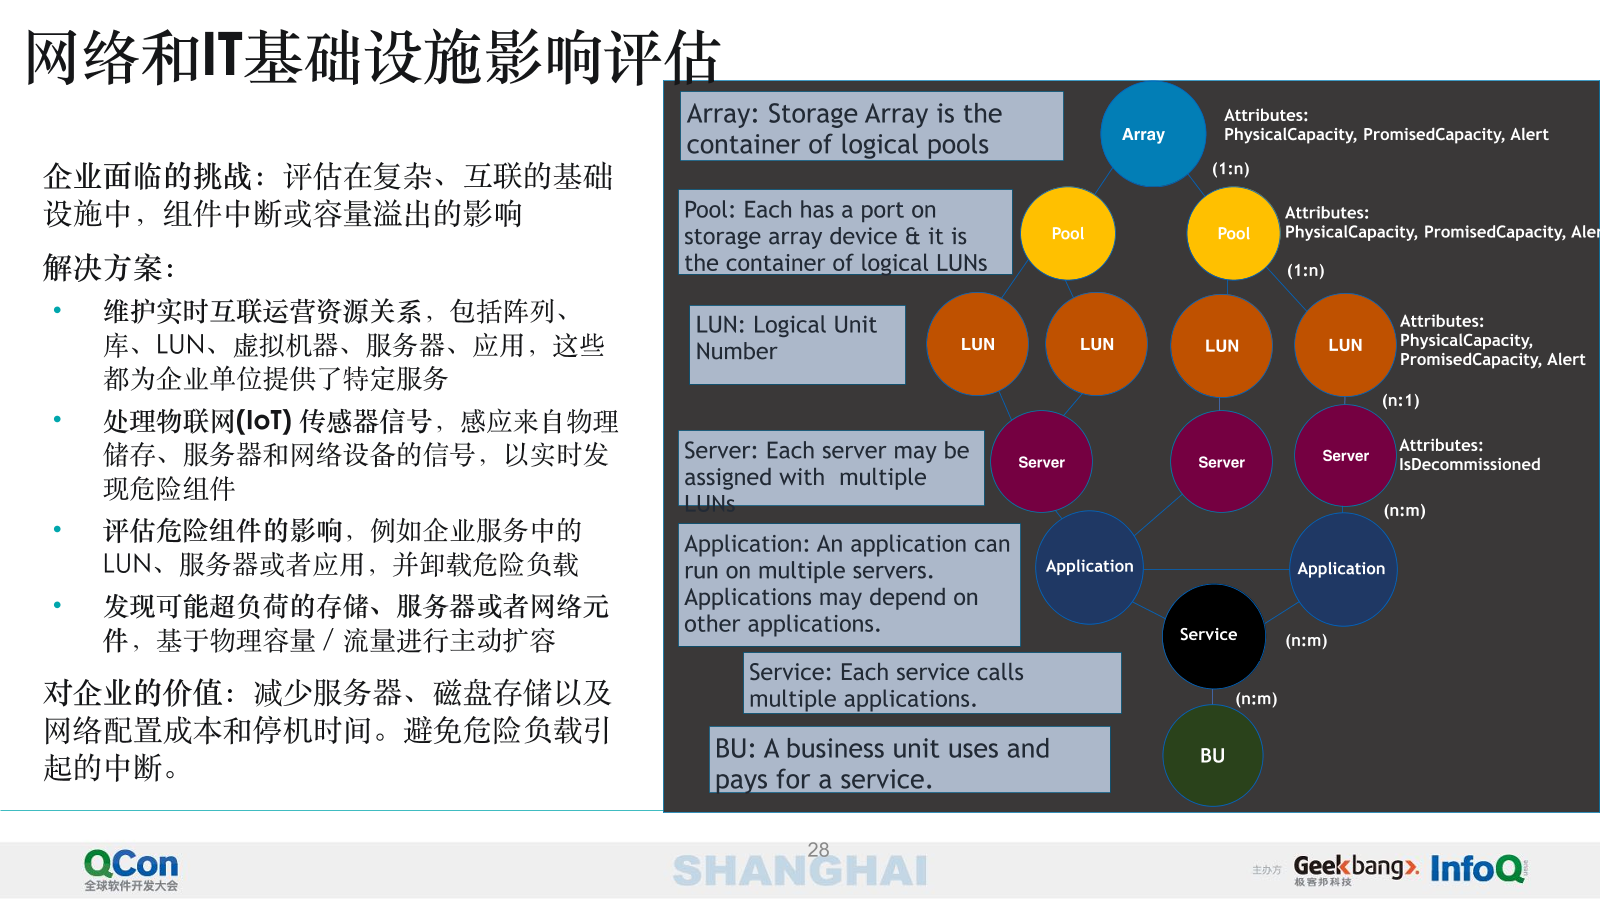 网络和IT基础设施影响评估
企业面临的挑战：评估在复杂、互联的基础
设施中，组件中断或容量溢出的影响
解决方案：
• 维护实时互联运营资源关系，包括阵列、
库、LUN、虚拟机器、服务器、应用，这些
都为企业单位提供了特定服务
• 处理物联网(IoT) 传感器信号，感应来自物理
储存、服务器和网络设备的信号，以实时发
现危险组件
• 评估危险组件的影响，例如企业服务中的
LUN、服务器或者应用，并卸载危险负载
• 发现可能超负荷的存储、服务器或者网络元
件，基于物理容量 / 流量进行主动扩容
对企业的价值：减少服务器、磁盘存储以及
网络配置成本和停机时间。避免危险负载引
起的中断。
Array: Storage Array is the
container of logical pools
Array
Attributes:
PhysicalCapacity, PromisedCapacity, Alert
(1:n)
Pool: Each has a port on
storage array device & it is
the container of logical LUNs
Pool
Pool
Attributes:
PhysicalCapacity, PromisedCapacity, Aler
(1:n)
LUN: Logical Unit
Number
LUN
LUN
LUN
LUN
Attributes:
PhysicalCapacity,
PromisedCapacity, Alert
(n:1)
Server: Each server may be
assigned with  multiple
LUNs
Server
Server
Server
Attributes:
IsDecommissioned
(n:m)
Application: An application can
run on multiple servers.
Applications may depend on
other applications.
Application
Application
Service: Each service calls
multiple applications.
Service
(n:m)
(n:m)
BU: A business unit uses and
pays for a service.
BU
QCon
全球软件开发大会
28
SHANGHAI
主办方
Geekbang>.
极客邦科技
InfoQ